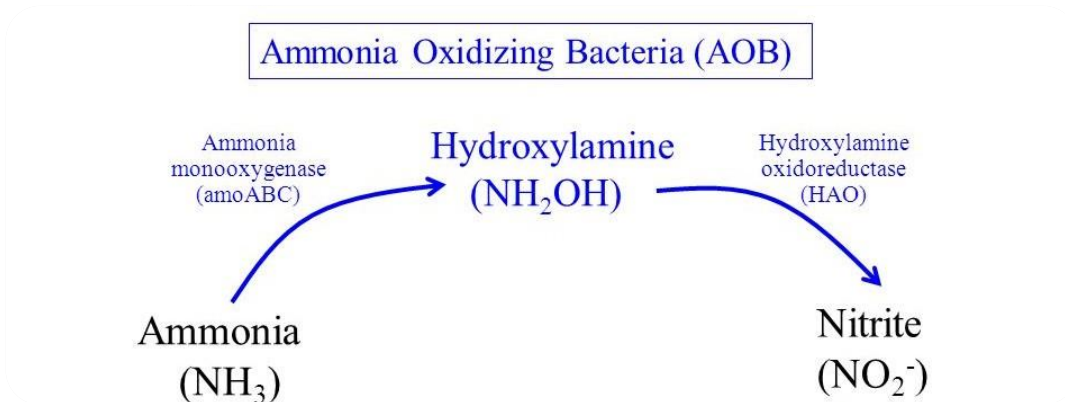 Ammonia Oxidizing Bacteria (AOB)
Ammonia
monooxygenase
(amoABC)
Hydroxylamine
(NH₂OH)
Hydroxylamine
oxidoreductase
(HAO)
Ammonia
(NH₃)
Nitrite
(NO₂⁻)